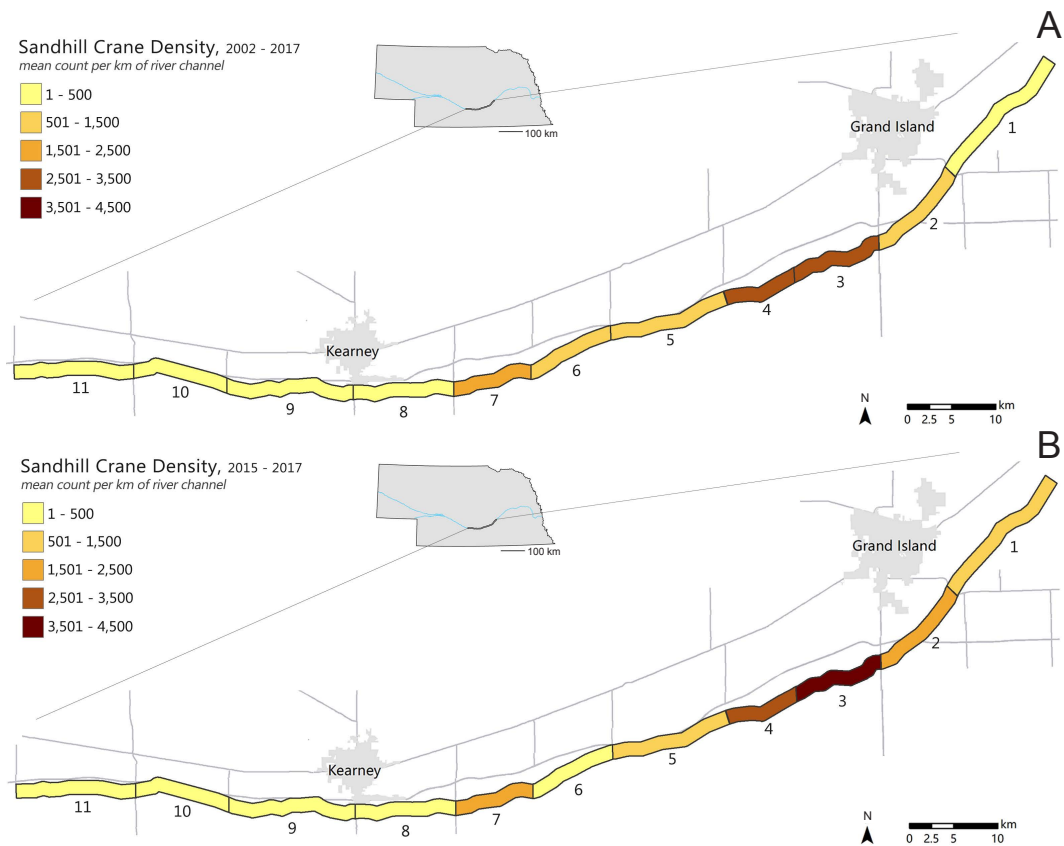 A
Sandhill Crane Density, 2002 - 2017
mean count per km of river channel
1 - 500
501 - 1,500
1,501 - 2,500
2,501 - 3,500
3,501 - 4,500
100 km
Grand Island
1
2
3
4
5
6
7
Kearney
8
9
10
11
N
0 2.5 5 10 km
B
Sandhill Crane Density, 2015 - 2017
mean count per km of river channel
1 - 500
501 - 1,500
1,501 - 2,500
2,501 - 3,500
3,501 - 4,500
100 km
Grand Island
1
2
3
4
5
6
7
Kearney
8
9
10
11
N
0 2.5 5 10 km